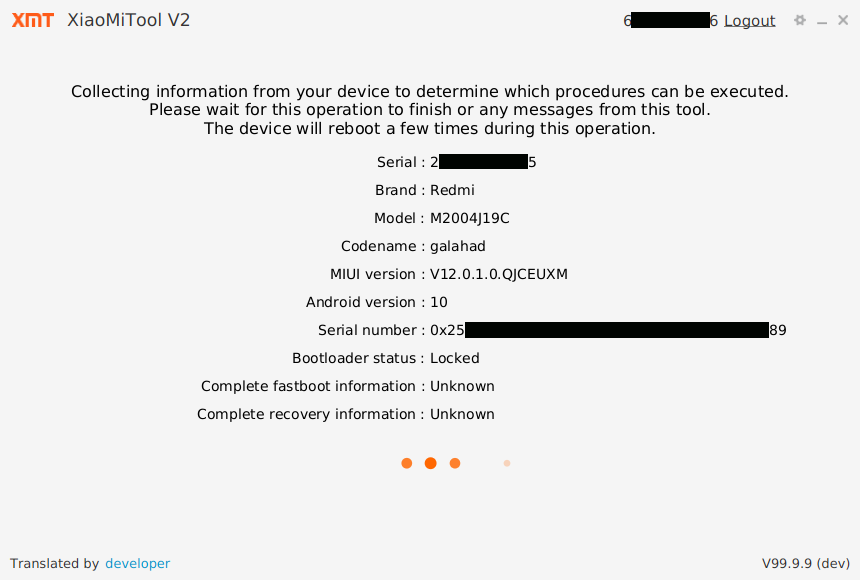 XMT XiaoMiTool V2 6 6 Logout
Collecting information from your device to determine which procedures can be executed.
Please wait for this operation to finish or any messages from this tool.
The device will reboot a few times during this operation.
Serial : 2 5
Brand : Redmi
Model : M2004J19C
Codename : galahad
MIUI version : V12.0.1.0.QJCEUXM
Android version : 10
Serial number : 0x25 89
Bootloader status : Locked
Complete fastboot information : Unknown
Complete recovery information : Unknown
Translated by developer V99.9.9 (dev)